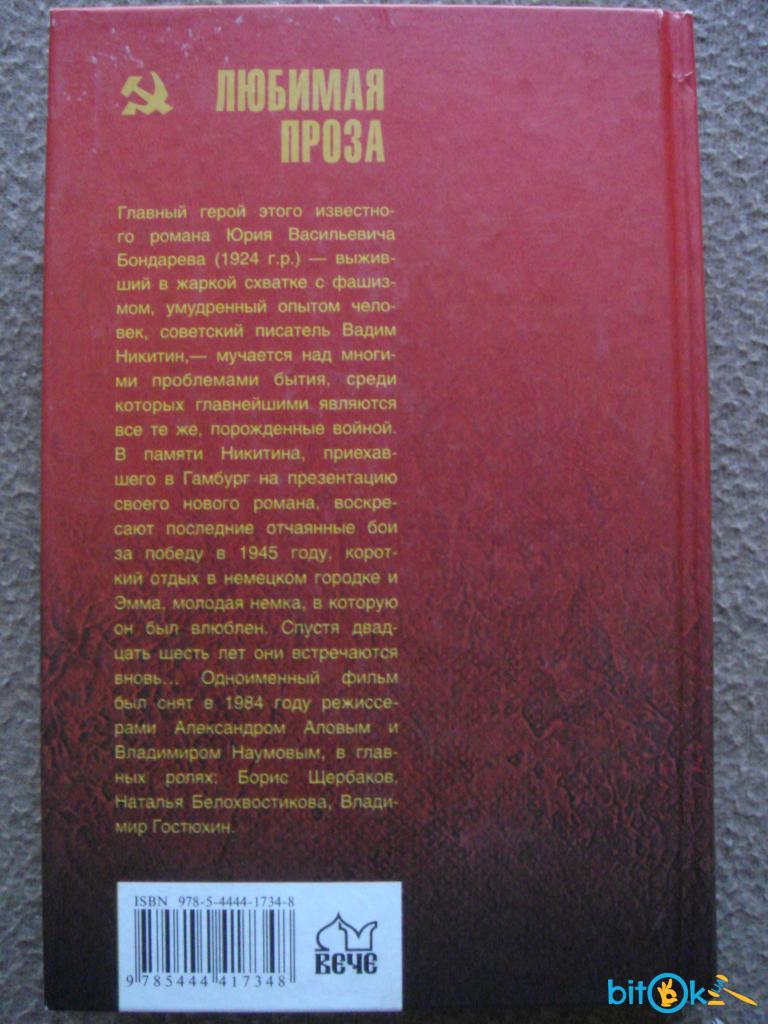 ЛЮБИМАЯ
ПРОЗА
Главный герой этого известно-
го романа Юрия Васильевича
Бондарева (1924 г.р.) — выжив-
ший в жаркой схватке с фашиз-
мом, умудренный опытом чело-
век, советский писатель Вадим
Никитин,— мучается над многи-
ми проблемами бытия, среди
которых главнейшими являются
все те же, порожденные войной.
В памяти Никитина, приехав-
шего в Гамбург на презентацию
своего нового романа, воскре-
сают последние отчаянные бои
за победу в 1945 году, корот-
кий отдых в немецком городке и
Эмма, молодая немка, в которую
он был влюблен. Спустя двад-
цать шесть лет они встречаются
вновь... Одноименный фильм
был снят в 1984 году режиссе-
рами Александром Аловым и
Владимиром Наумовым, в глав-
ных ролях: Борис Щербаков,
Наталья Белохвостикова, Влади-
мир Гостюхин.
ISBN 978-5-4444-1734-8
9 785444 417348
ВЕЧЕ
bitOk